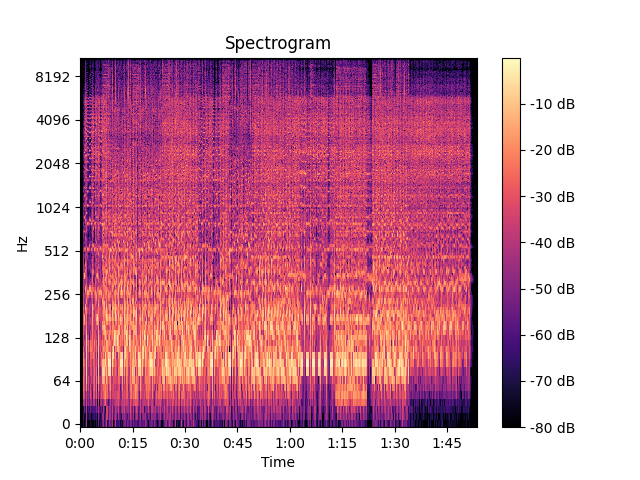 Spectrogram
Hz
8192
4096
2048
1024
512
256
128
64
0
0:00 0:15 0:30 0:45 1:00 1:15 1:30 1:45
Time
-10 dB
-20 dB
-30 dB
-40 dB
-50 dB
-60 dB
-70 dB
-80 dB